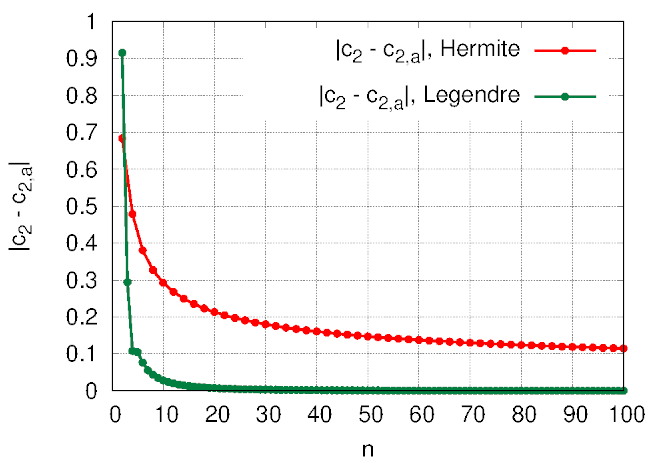 |c2 - c2,a|, Hermite
|c2 - c2,a|, Legendre
|c2 - c2,a|
1
0.9
0.8
0.7
0.6
0.5
0.4
0.3
0.2
0.1
0
0 10 20 30 40 50 60 70 80 90 100
n